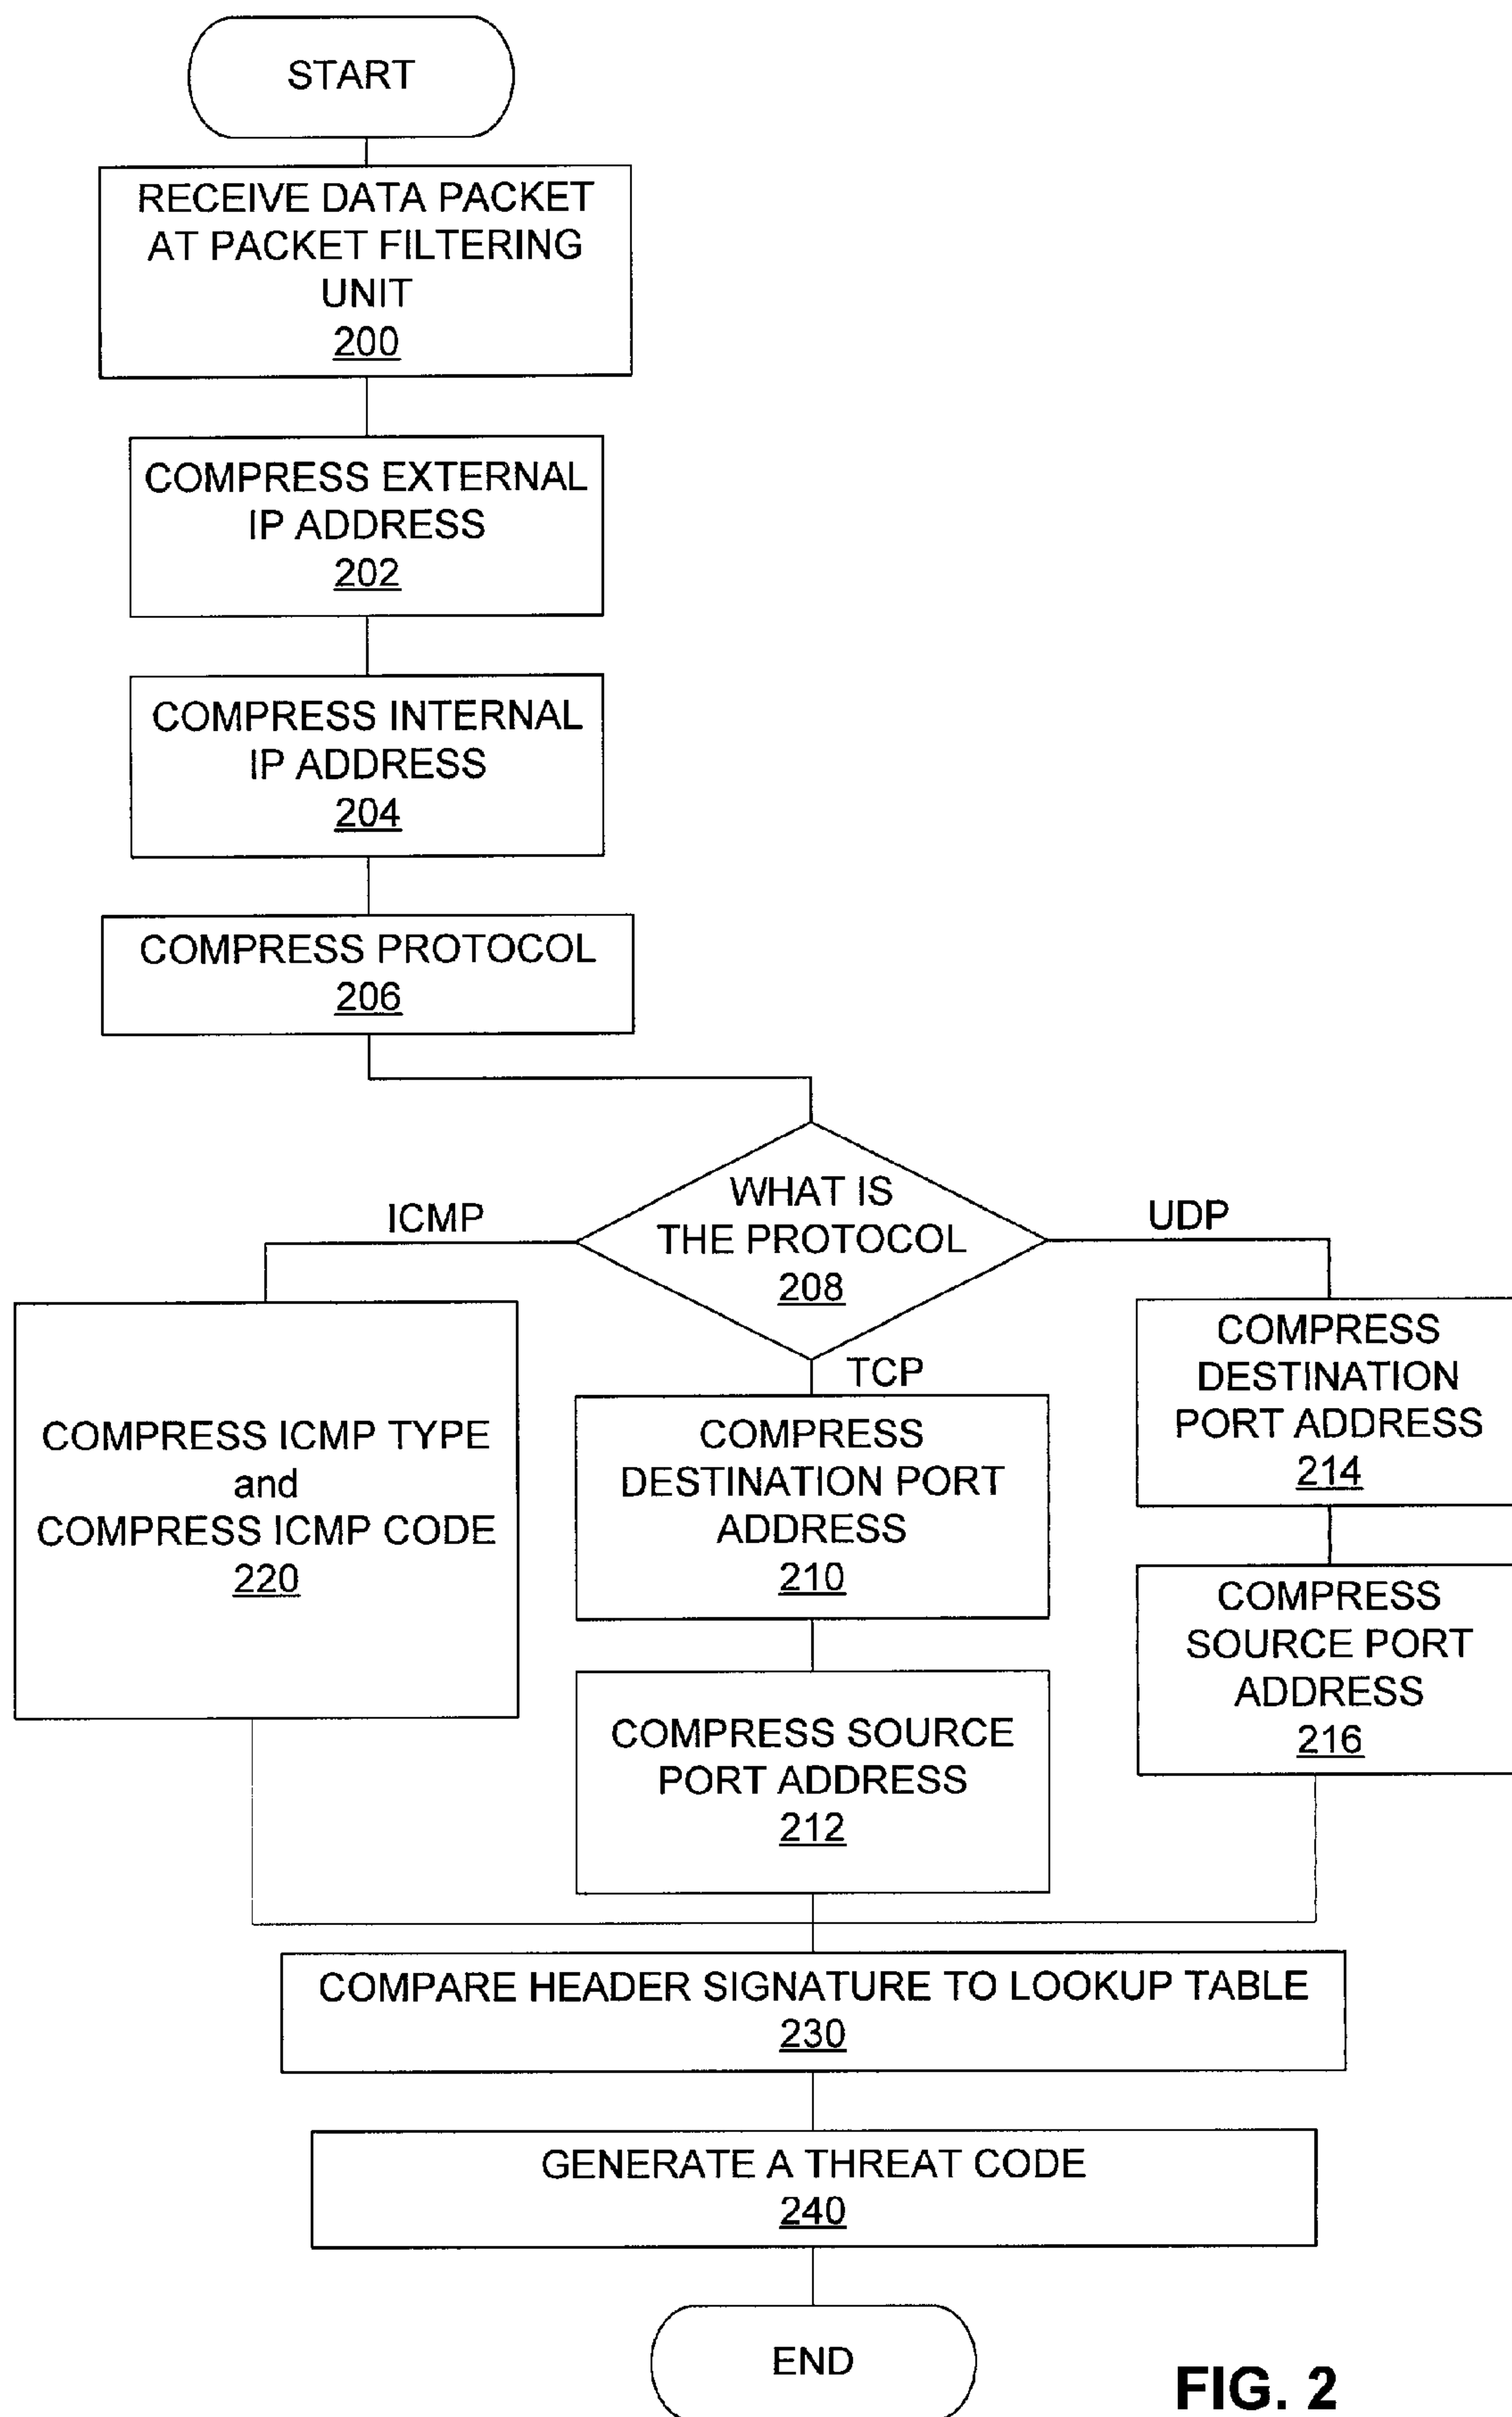 START
RECEIVE DATA PACKET
AT PACKET FILTERING
UNIT
200
COMPRESS EXTERNAL
IP ADDRESS
202
COMPRESS INTERNAL
IP ADDRESS
204
COMPRESS PROTOCOL
206
WHAT IS
THE PROTOCOL
208
ICMP
UDP
TCP
COMPRESS ICMP TYPE
and
COMPRESS ICMP CODE
220
COMPRESS
DESTINATION PORT
ADDRESS
210
COMPRESS SOURCE
PORT ADDRESS
212
COMPRESS
DESTINATION
PORT ADDRESS
214
COMPRESS
SOURCE PORT
ADDRESS
216
COMPARE HEADER SIGNATURE TO LOOKUP TABLE
230
GENERATE A THREAT CODE
240
END
FIG. 2